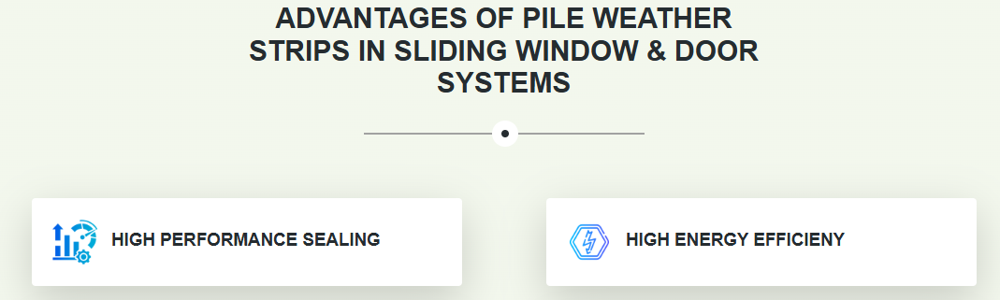 ADVANTAGES OF PILE WEATHER
STRIPS IN SLIDING WINDOW & DOOR
SYSTEMS
HIGH PERFORMANCE SEALING
HIGH ENERGY EFFICIENY